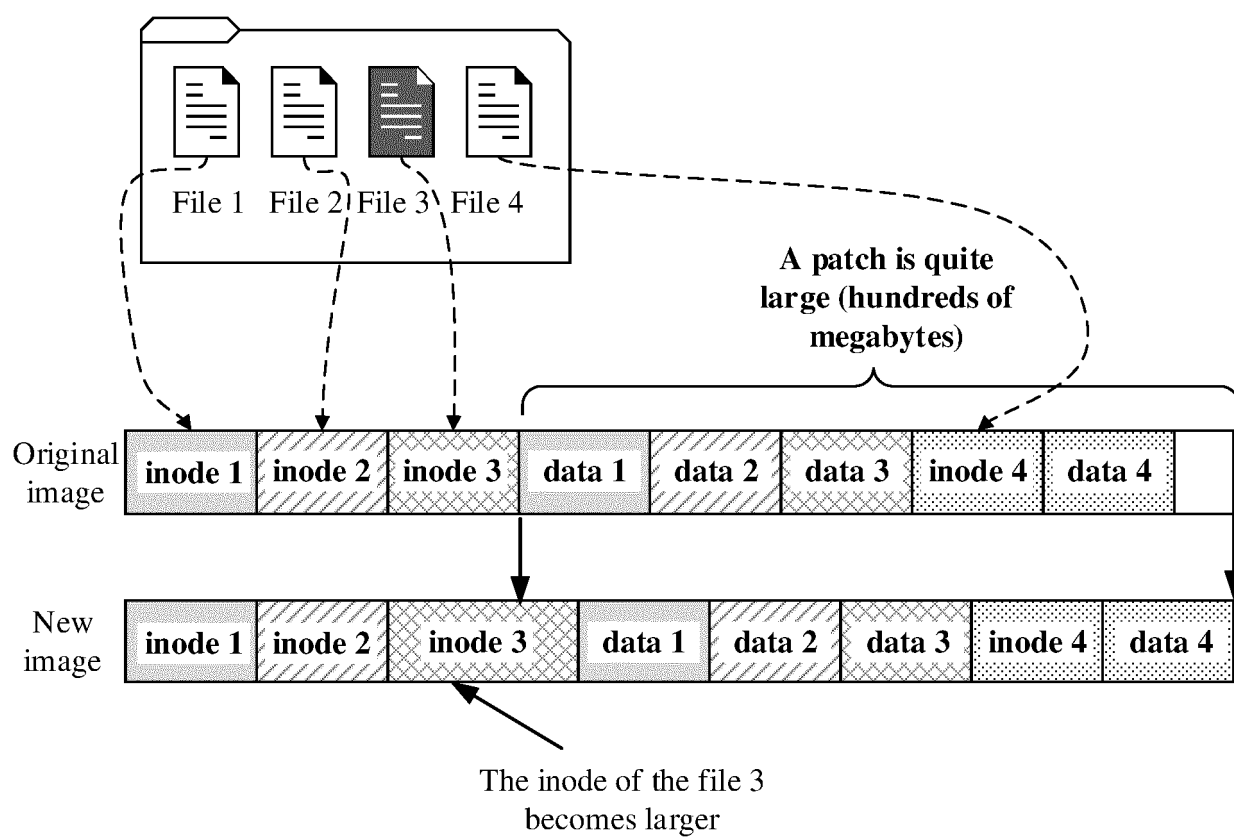 File 1 File 2 File 3 File 4
A patch is quite
large (hundreds of
megabytes)
Original
image
inode 1 inode 2 inode 3 data 1 data 2 data 3 inode 4 data 4
New
image
inode 1 inode 2 inode 3 data 1 data 2 data 3 inode 4 data 4
The inode of the file 3
becomes larger